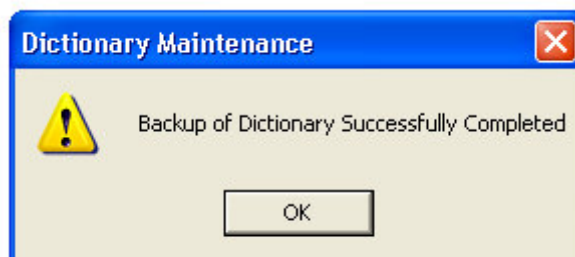 Dictionary Maintenance
Backup of Dictionary Successfully Completed
OK